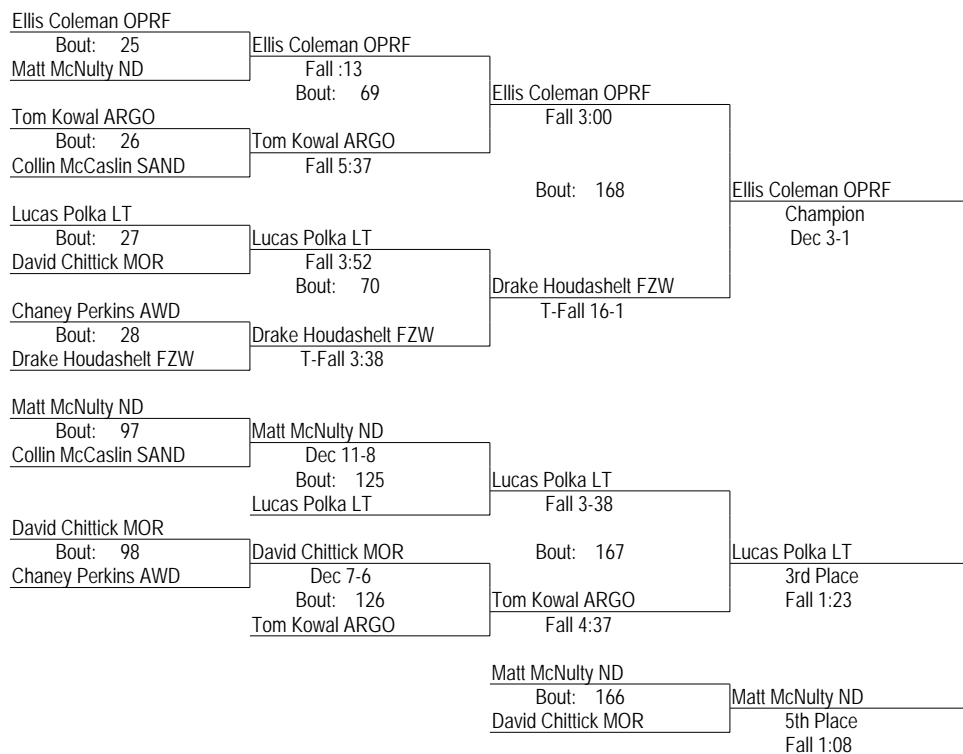 Ellis Coleman OPRF
Bout: 25
Matt McNulty ND
Ellis Coleman OPRF
Fall :13
Bout: 69
Tom Kowal ARGO
Bout: 26
Collin McCaslin SAND
Tom Kowal ARGO
Fall 5:37
Ellis Coleman OPRF
Fall 3:00
Bout: 168
Lucas Polka LT
Bout: 27
David Chittick MOR
Lucas Polka LT
Fall 3:52
Bout: 70
Chaney Perkins AWD
Bout: 28
Drake Houdashelt FZW
Drake Houdashelt FZW
T-Fall 3:38
Drake Houdashelt FZW
T-Fall 16-1
Ellis Coleman OPRF
Champion
Dec 3-1
Matt McNulty ND
Bout: 97
Collin McCaslin SAND
Matt McNulty ND
Dec 11-8
Bout: 125
Lucas Polka LT
Lucas Polka LT
Fall 3-38
Bout: 167
David Chittick MOR
Bout: 98
Chaney Perkins AWD
David Chittick MOR
Dec 7-6
Bout: 126
Tom Kowal ARGO
Tom Kowal ARGO
Fall 4:37
Lucas Polka LT
3rd Place
Fall 1:23
Matt McNulty ND
Bout: 166
David Chittick MOR
Matt McNulty ND
5th Place
Fall 1:08